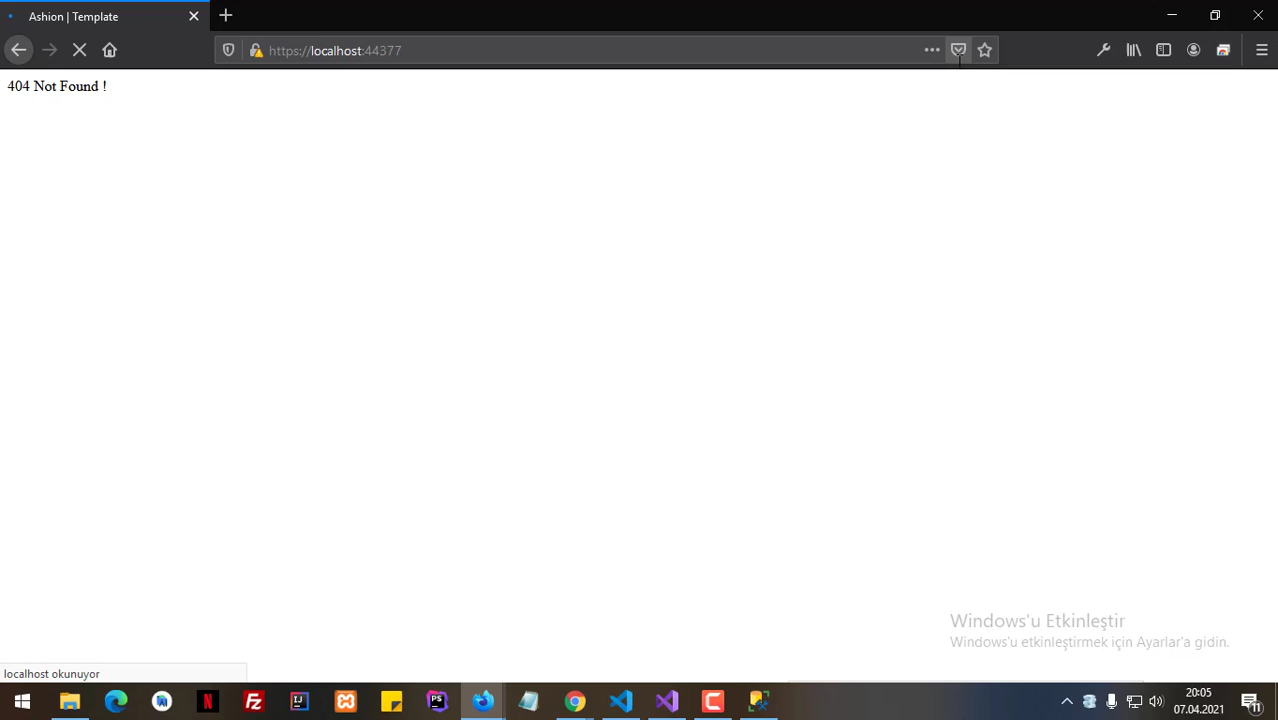 Ashion | Template
https://localhost:44377
404 Not Found !
Windows'u Etkinleştir
Windows'u etkinleştirmek için Ayarlar'a gidin.
localhost okunuyor
20:05
07.04.2021
11